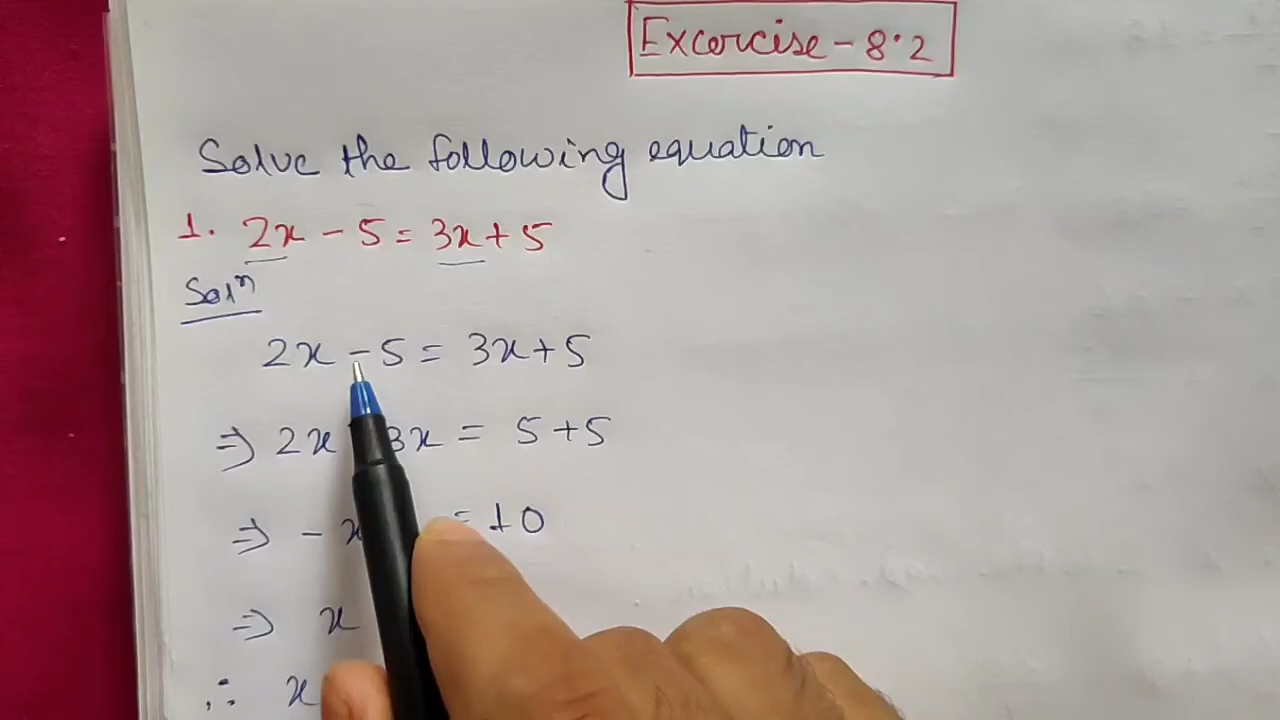 Excercise - 8.2
Solve the following equation
1. 2x - 5 = 3x + 5
Solⁿ
2x - 5 = 3x + 5
⇒ 2x 3x = 5 + 5
⇒ - x = 10
⇒ x
∴ x